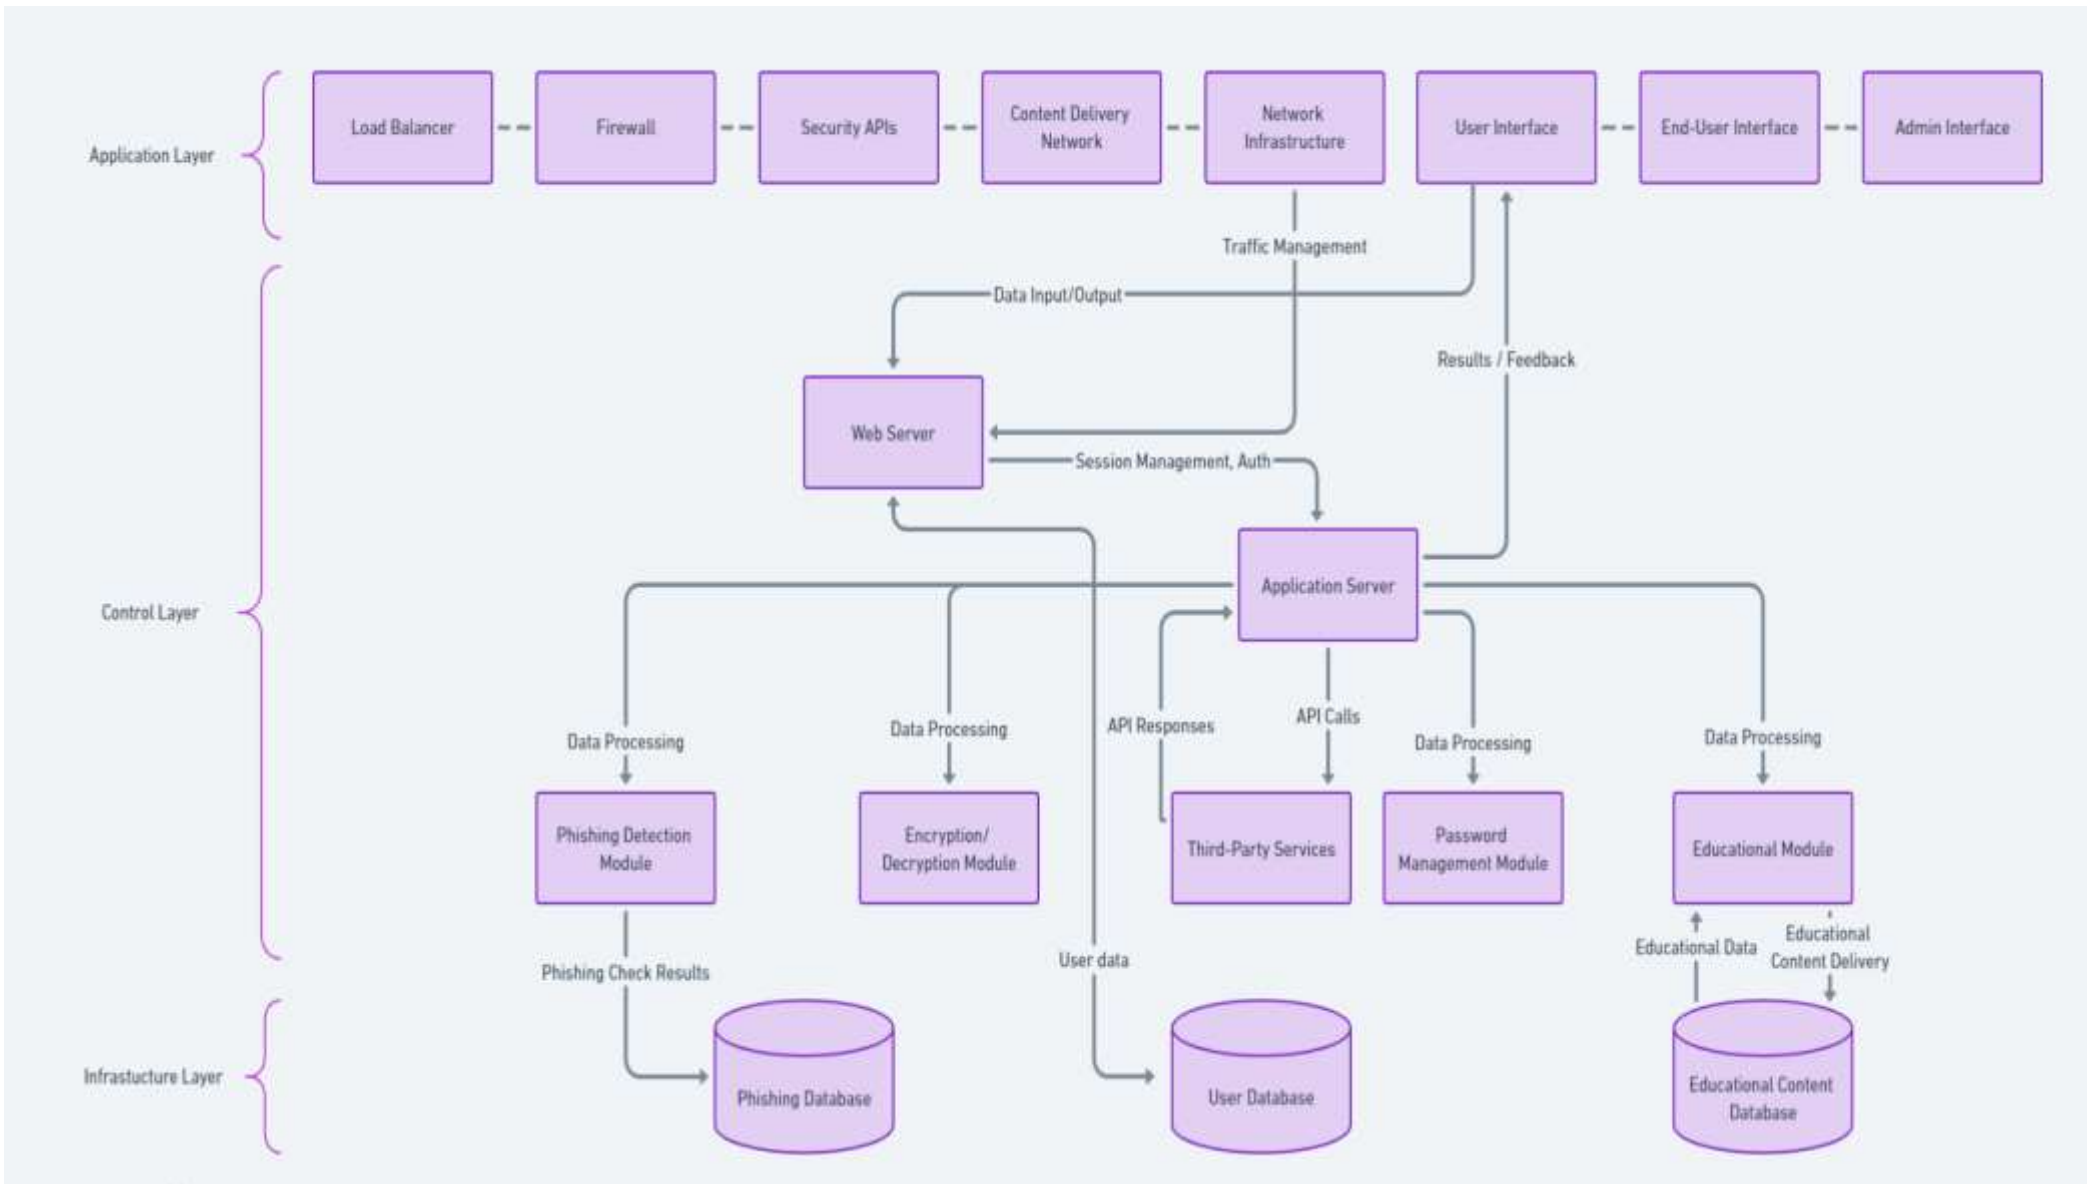 Application Layer
Load Balancer
Firewall
Security APIs
Content Delivery
Network
Network
Infrastructure
User Interface
End-User Interface
Admin Interface
Traffic Management
Data Input/Output
Results / Feedback
Web Server
Session Management, Auth
Control Layer
Application Server
API Responses
API Calls
Data Processing
Data Processing
Data Processing
Data Processing
Phishing Detection
Module
Encryption/
Decryption Module
Third-Party Services
Password
Management Module
Educational Module
Phishing Check Results
User data
Educational Data
Educational
Content Delivery
Infrastucture Layer
Phishing Database
User Database
Educational Content
Database